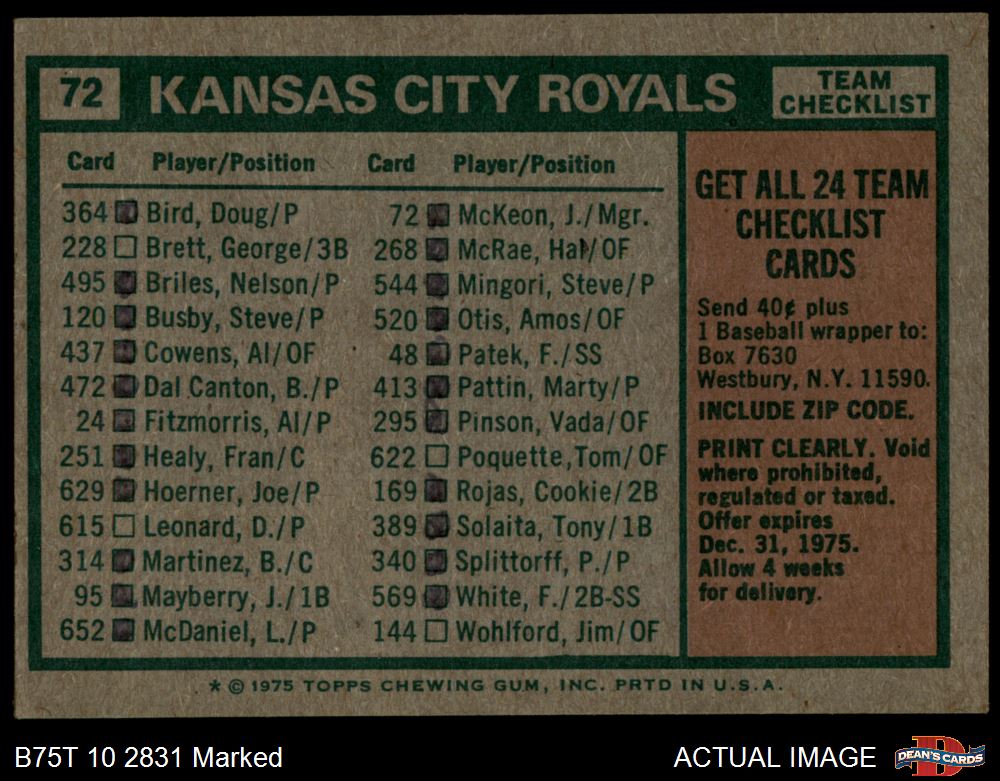 72 KANSAS CITY ROYALS TEAM CHECKLIST
Card Player/Position Card Player/Position
364 Bird, Doug/P
228 Brett, George/3B
495 Briles, Nelson/P
120 Busby, Steve/P
437 Cowens, Al/OF
472 Dal Canton, B./P
24 Fitzmorris, Al/P
251 Healy, Fran/C
629 Hoerner, Joe/P
615 Leonard, D./P
314 Martinez, B./C
95 Mayberry, J./1B
652 McDaniel, L./P
72 McKeon, J./Mgr.
268 McRae, Hal/OF
544 Mingori, Steve/P
520 Otis, Amos/OF
48 Patek, F./SS
413 Pattin, Marty/P
295 Pinson, Vada/OF
622 Poquette,Tom/OF
169 Rojas, Cookie/2B
389 Solaita, Tony/1B
340 Splittorff, P./P
569 White, F./2B-SS
144 Wohlford, Jim/OF
GET ALL 24 TEAM
CHECKLIST
CARDS
Send 40¢ plus
1 Baseball wrapper to:
Box 7630
Westbury, N.Y. 11590.
INCLUDE ZIP CODE.
PRINT CLEARLY. Void
where prohibited,
regulated or taxed.
Offer expires
Dec. 31, 1975.
Allow 4 weeks
for delivery.
* © 1975 TOPPS CHEWING GUM, INC. PRTD IN U.S.A.
B75T 10 2831 Marked
ACTUAL IMAGE
DEAN'S CARDS